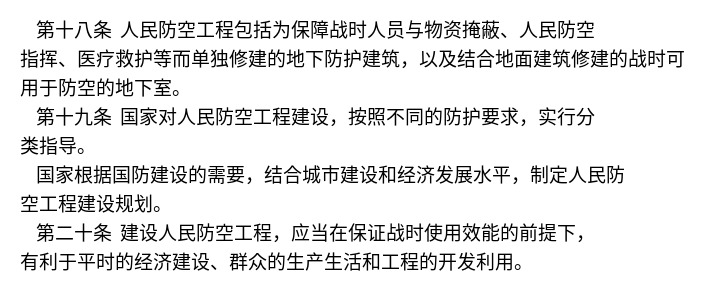 第十八条 人民防空工程包括为保障战时人员与物资掩蔽、人民防空
指挥、医疗救护等而单独修建的地下防护建筑，以及结合地面建筑修建的战时可
用于防空的地下室。
第十九条 国家对人民防空工程建设，按照不同的防护要求，实行分
类指导。
国家根据国防建设的需要，结合城市建设和经济发展水平，制定人民防
空工程建设规划。
第二十条 建设人民防空工程，应当在保证战时使用效能的前提下，
有利于平时的经济建设、群众的生产生活和工程的开发利用。